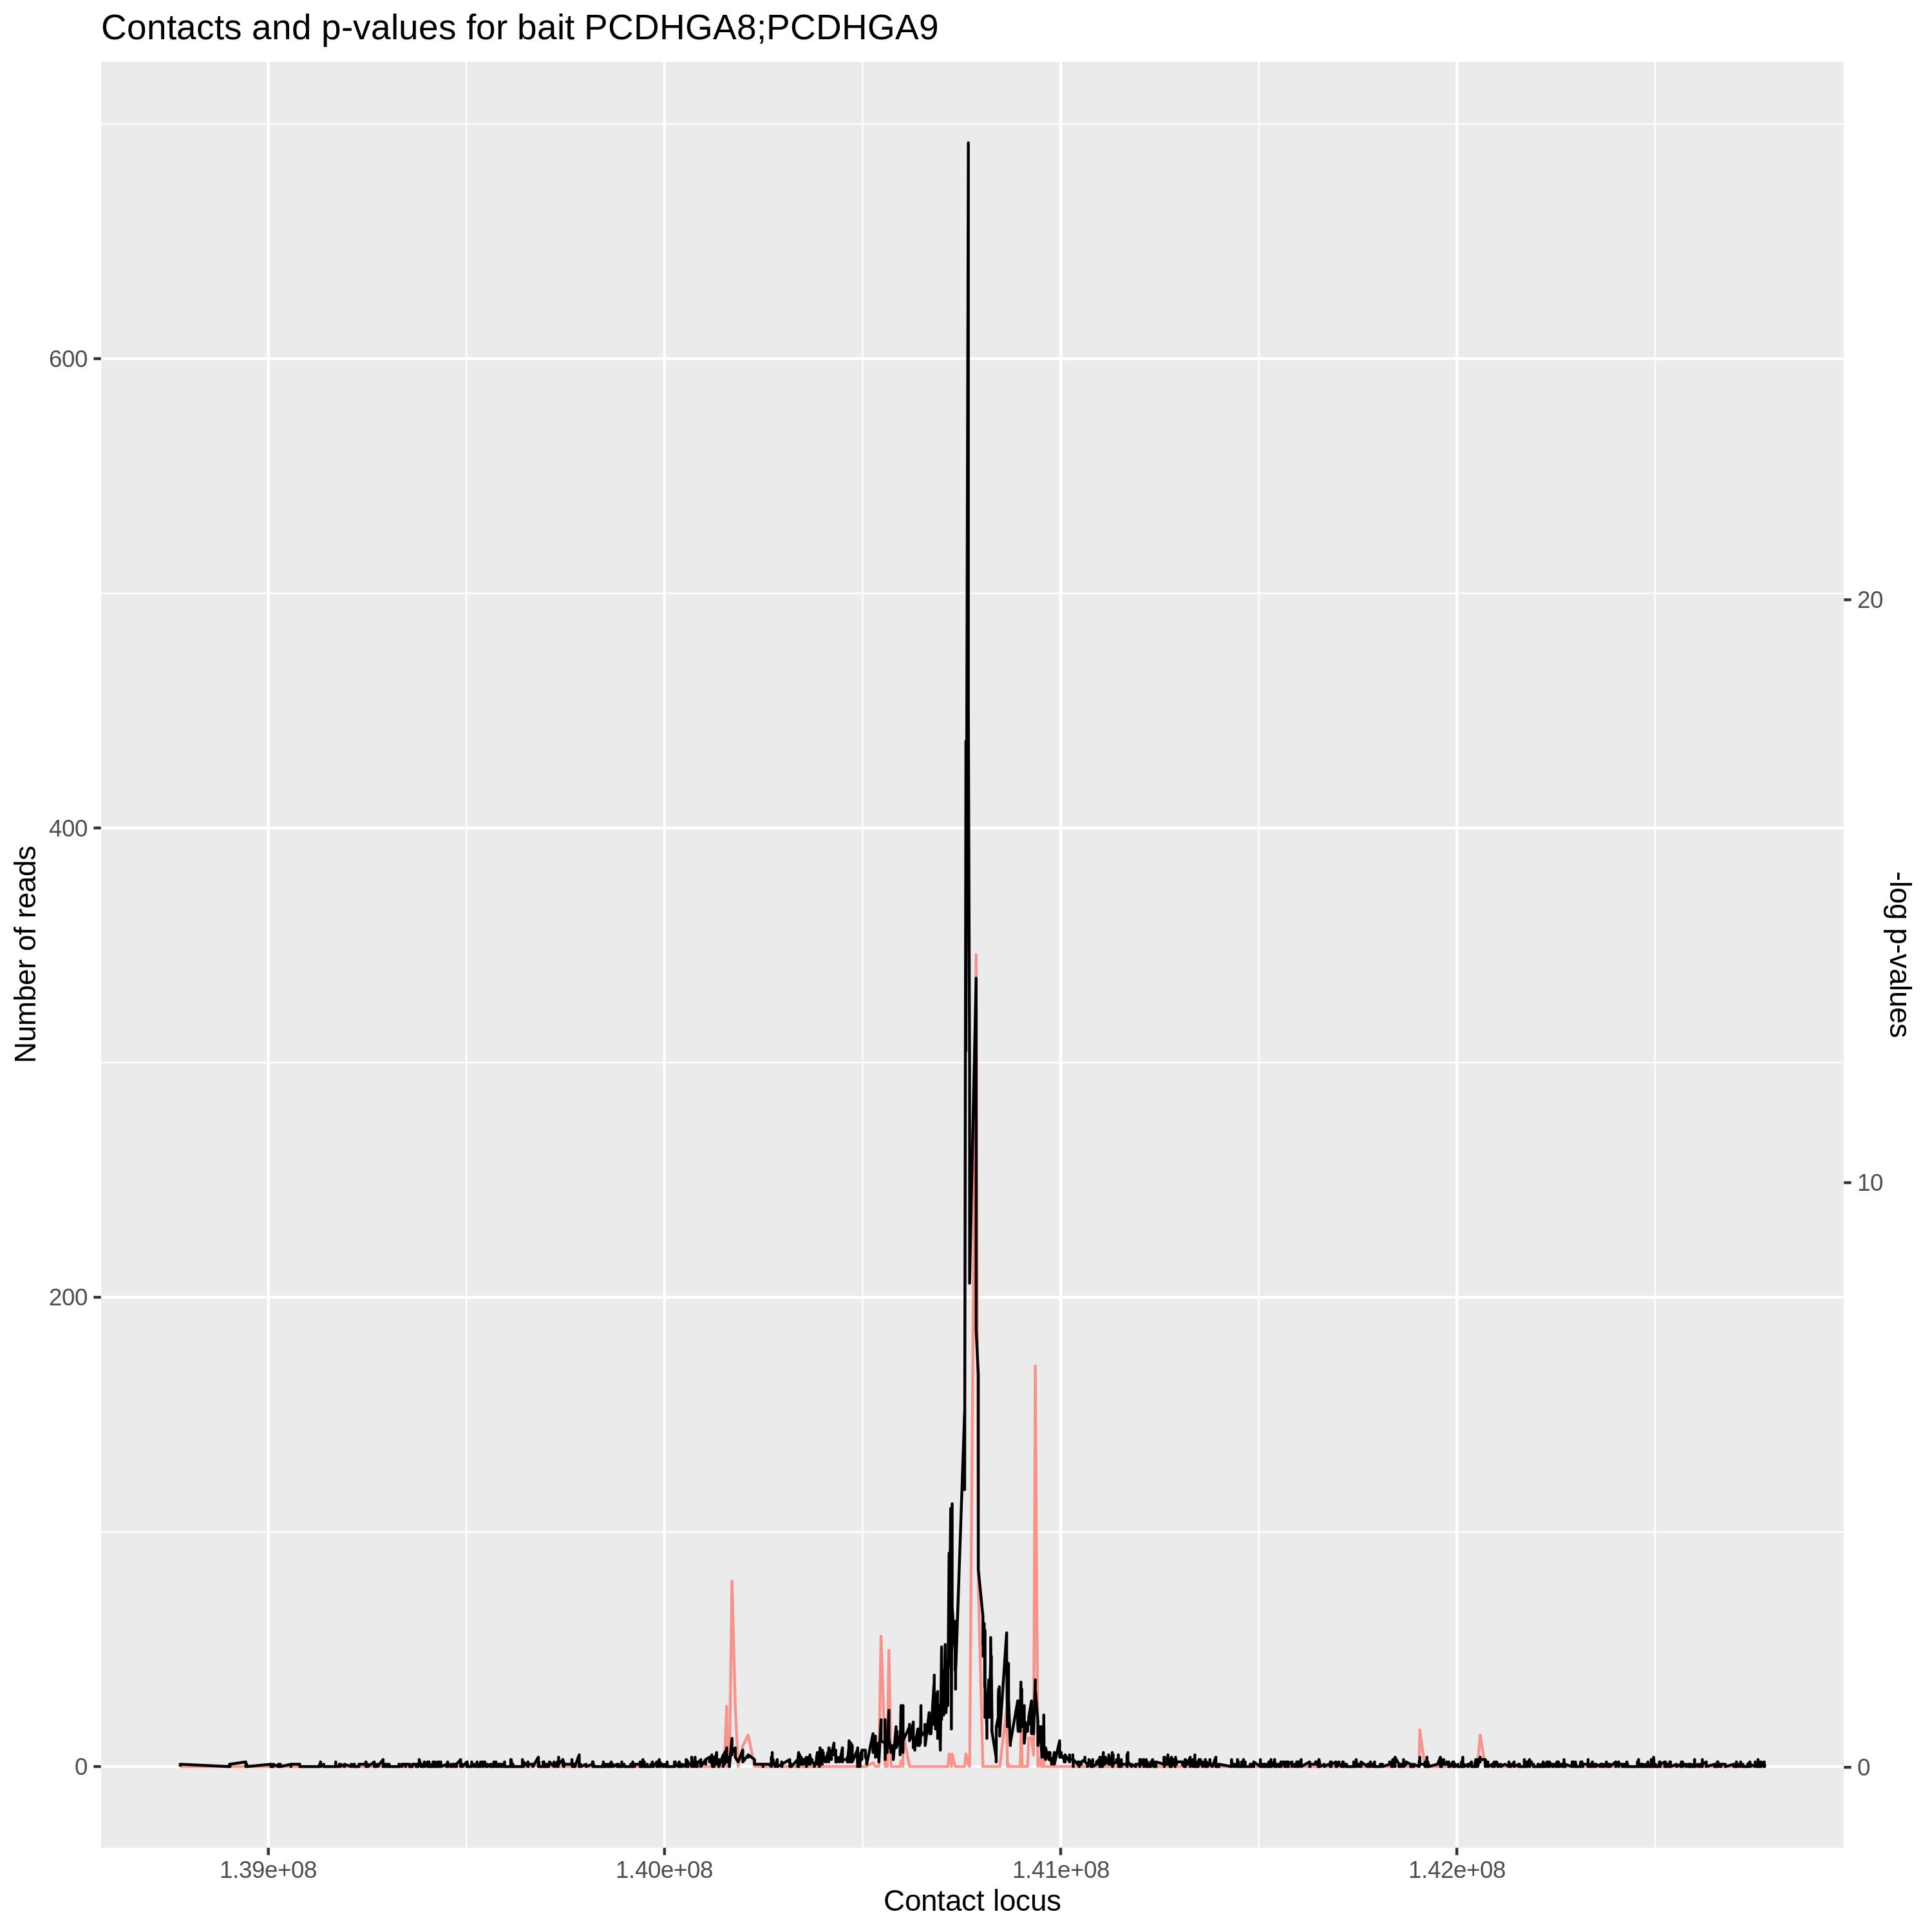 Contacts and p-values for bait PCDHGA8;PCDHGA9
Number of reads
600
400
200
0
20
10
0
-log p-values
1.39e+08
1.40e+08
1.41e+08
1.42e+08
Contact locus